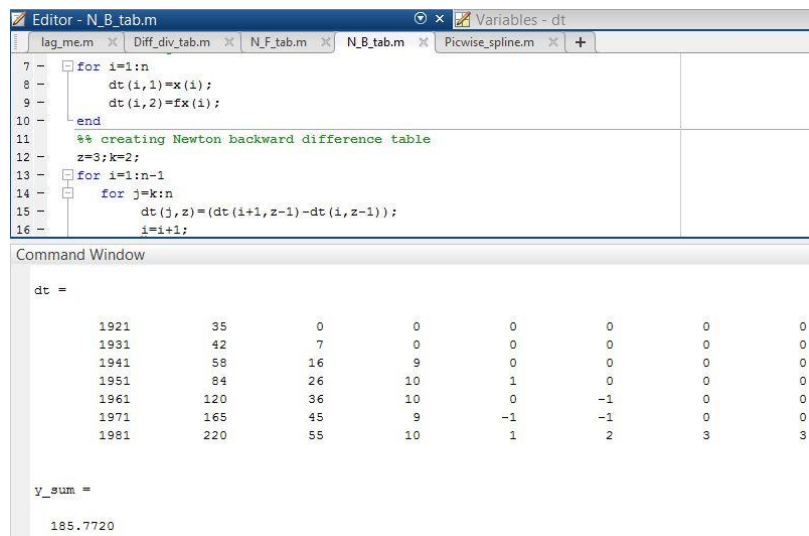 Editor - N_B_tab.m
Variables - dt
lag_me.m Diff_div_tab.m N_F_tab.m N_B_tab.m Picwise_spline.m +
7 - for i=1:n
8 - dt(i,1)=x(i);
9 - dt(i,2)=fx(i);
10 - end
11 %% creating Newton backward difference table
12 - z=3;k=2;
13 - for i=1:n-1
14 - for j=k:n
15 - dt(j,z)=(dt(i+1,z-1)-dt(i,z-1));
16 - i=i+1;
Command Window
dt =
1921 35 0 0 0 0 0 0
1931 42 7 0 0 0 0 0
1941 58 16 9 0 0 0 0
1951 84 26 10 1 0 0 0
1961 120 36 10 0 -1 0 0
1971 165 45 9 -1 -1 0 0
1981 220 55 10 1 2 3 3
y_sum =
185.7720